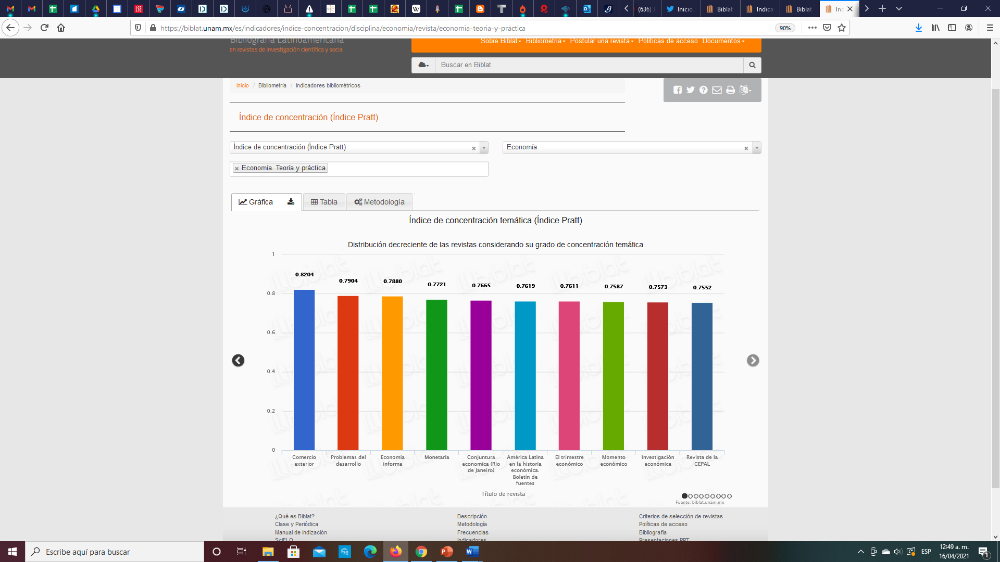 (636) J
Inicio
Biblat
Indica
Biblat
Ind
https://biblat.unam.mx/es/indicadores/indice-concentracion/disciplina/economia/revista/economia-teoria-y-practica
90%
Bibliografía Latinoamericana
en revistas de investigación científica y social
Sobre Biblat Bibliometría Postular una revista Políticas de acceso Documentos
Buscar en Biblat
Inicio / Bibliometría / Indicadores bibliométricos
Índice de concentración (Índice Pratt)
Índice de concentración (Índice Pratt)
Economía
× Economía. Teoría y práctica
Gráfica
Tabla
Metodología
Índice de concentración temática (Índice Pratt)
Distribución decreciente de las revistas considerando su grado de concentración temática
1
0.8
0.6
0.4
0.2
0
0.8204
0.7904
0.7880
0.7721
0.7665
0.7619
0.7611
0.7587
0.7573
0.7552
Comercio
exterior
Problemas del
desarrollo
Economía
informa
Monetaria
Conjuntura
economica (Rio
de Janeiro)
América Latina
en la historia
económica.
Boletín de
fuentes
El trimestre
económico
Momento
económico
Investigación
económica
Revista de la
CEPAL
Título de revista
Fuente: biblat.unam.mx
¿Qué es Biblat?
Clase y Periódica
Manual de indización
SciELO
Descripción
Metodología
Frecuencias
Indicadores
Criterios de selección de revistas
Políticas de acceso
Bibliografía
Presentaciones PPT
Escribe aquí para buscar
ESP
12:49 a. m.
16/04/2021
1